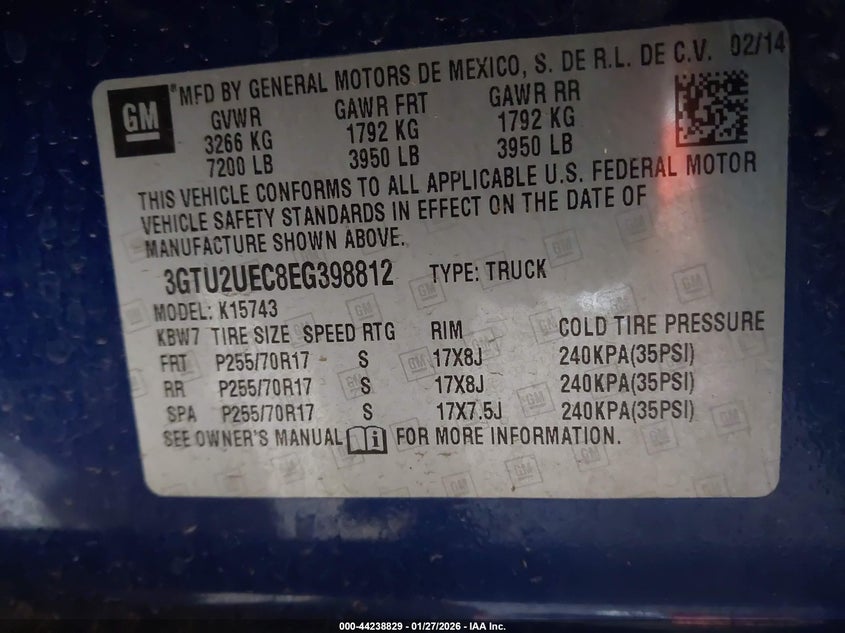 GM ®MFD BY GENERAL MOTORS DE MEXICO, S. DE R.L. DE C.V. 02/14
GVWR GAWR FRT GAWR RR
3266 KG 1792 KG 1792 KG
7200 LB 3950 LB 3950 LB
THIS VEHICLE CONFORMS TO ALL APPLICABLE U.S. FEDERAL MOTOR
VEHICLE SAFETY STANDARDS IN EFFECT ON THE DATE OF
MANUFACTURE SHOWN ABOVE.
3GTU2UEC8EG398812 TYPE: TRUCK
MODEL: K15743
KBW7 TIRE SIZE SPEED RTG RIM COLD TIRE PRESSURE
FRT P255/70R17 S 17X8J 240KPA(35PSI)
RR P255/70R17 S 17X8J 240KPA(35PSI)
SPA P255/70R17 S 17X7.5J 240KPA(35PSI)
SEE OWNER'S MANUAL FOR MORE INFORMATION.
000-44238829 - 01/27/2026 - IAA Inc.